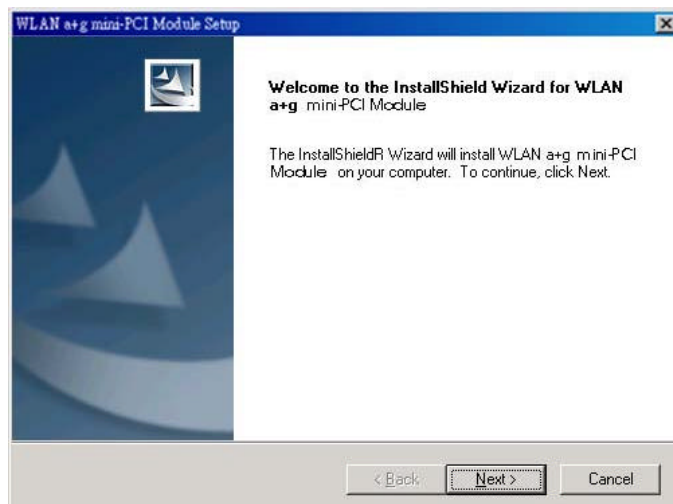 WLAN a+g mini-PCI Module Setup
Welcome to the InstallShield Wizard for WLAN
a+g mini-PCI Module
The InstallShieldR Wizard will install WLAN a+g mini-PCI
Module on your computer. To continue, click Next.
< Back
Next >
Cancel